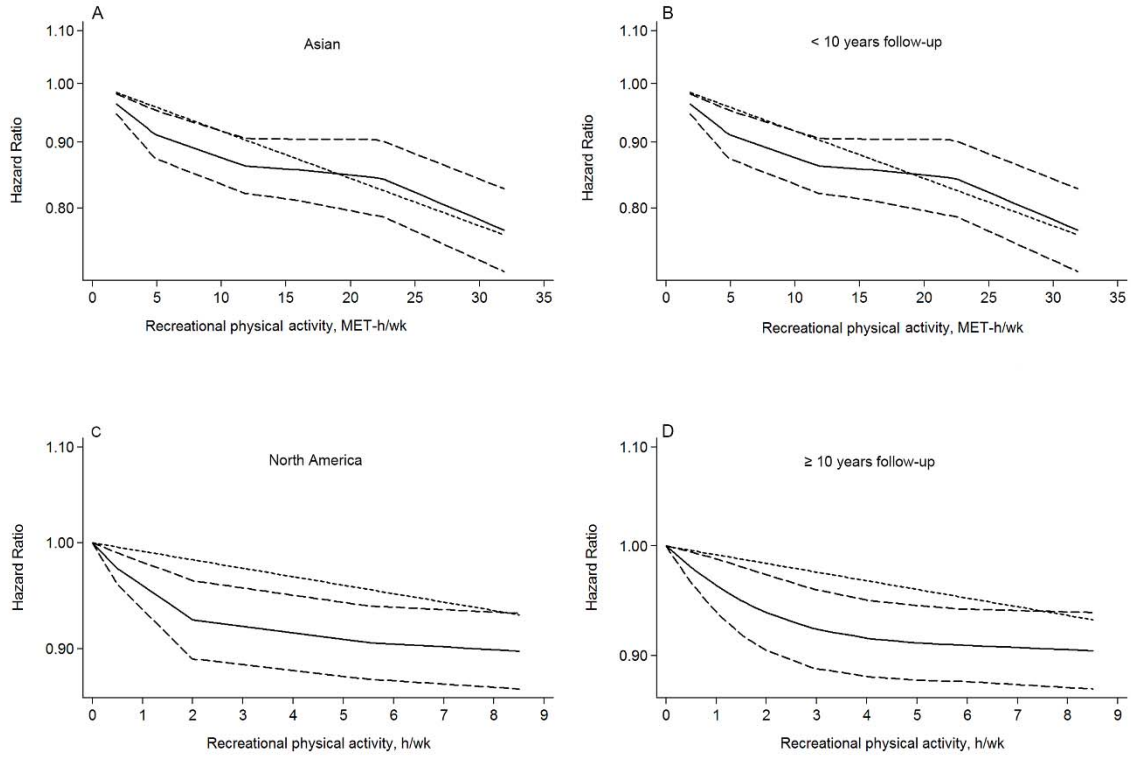 A
Asian
1.10
1.00
0.90
0.80
Hazard Ratio
0 5 10 15 20 25 30 35
Recreational physical activity, MET-h/wk
B
< 10 years follow-up
1.10
1.00
0.90
0.80
Hazard Ratio
0 5 10 15 20 25 30 35
Recreational physical activity, MET-h/wk
C
North America
1.10
1.00
0.90
Hazard Ratio
0 1 2 3 4 5 6 7 8 9
Recreational physical activity, h/wk
D
≥ 10 years follow-up
1.10
1.00
0.90
Hazard Ratio
0 1 2 3 4 5 6 7 8 9
Recreational physical activity, h/wk